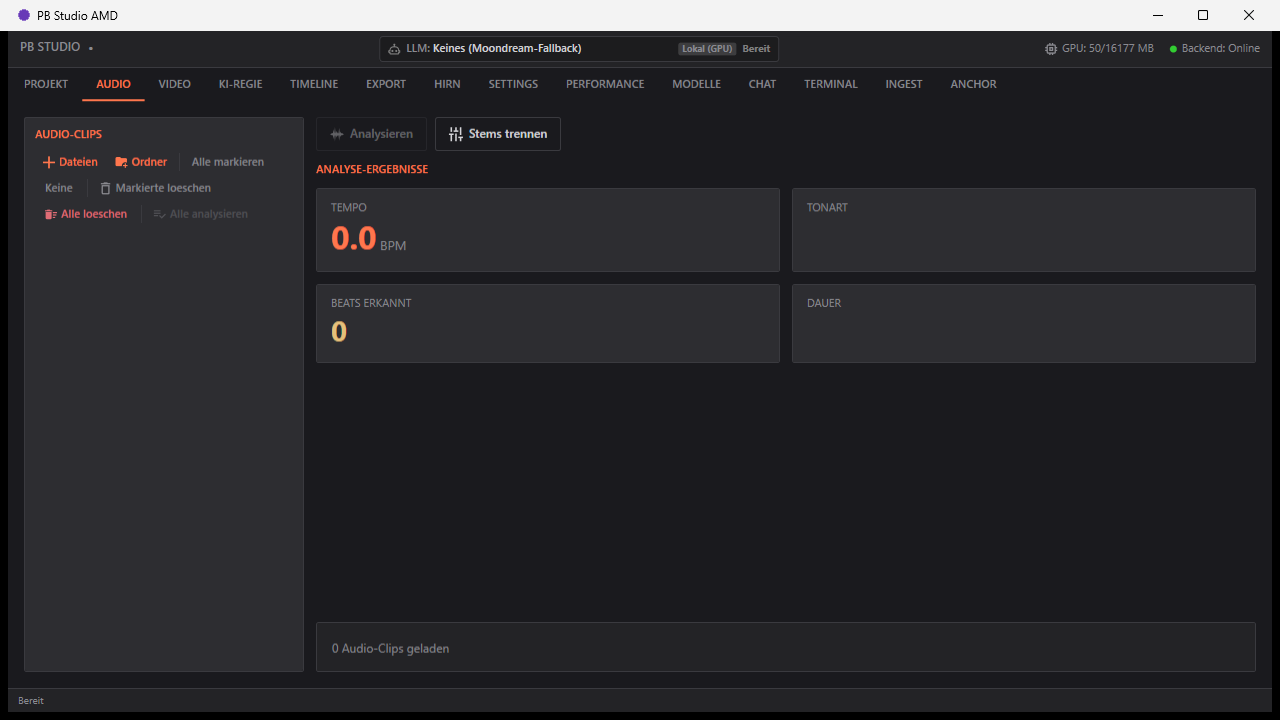 PB Studio AMD
PB STUDIO •
LLM: Keines (Moondream-Fallback) Lokal (GPU) Bereit
GPU: 50/16177 MB
Backend: Online
PROJEKT AUDIO VIDEO KI-REGIE TIMELINE EXPORT HIRN SETTINGS PERFORMANCE MODELLE CHAT TERMINAL INGEST ANCHOR
AUDIO-CLIPS
Dateien Ordner Alle markieren
Keine Markierte loeschen
Alle loeschen Alle analysieren
Analysieren Stems trennen
ANALYSE-ERGEBNISSE
TEMPO
0.0 BPM
TONART
BEATS ERKANNT
0
DAUER
0 Audio-Clips geladen
Bereit